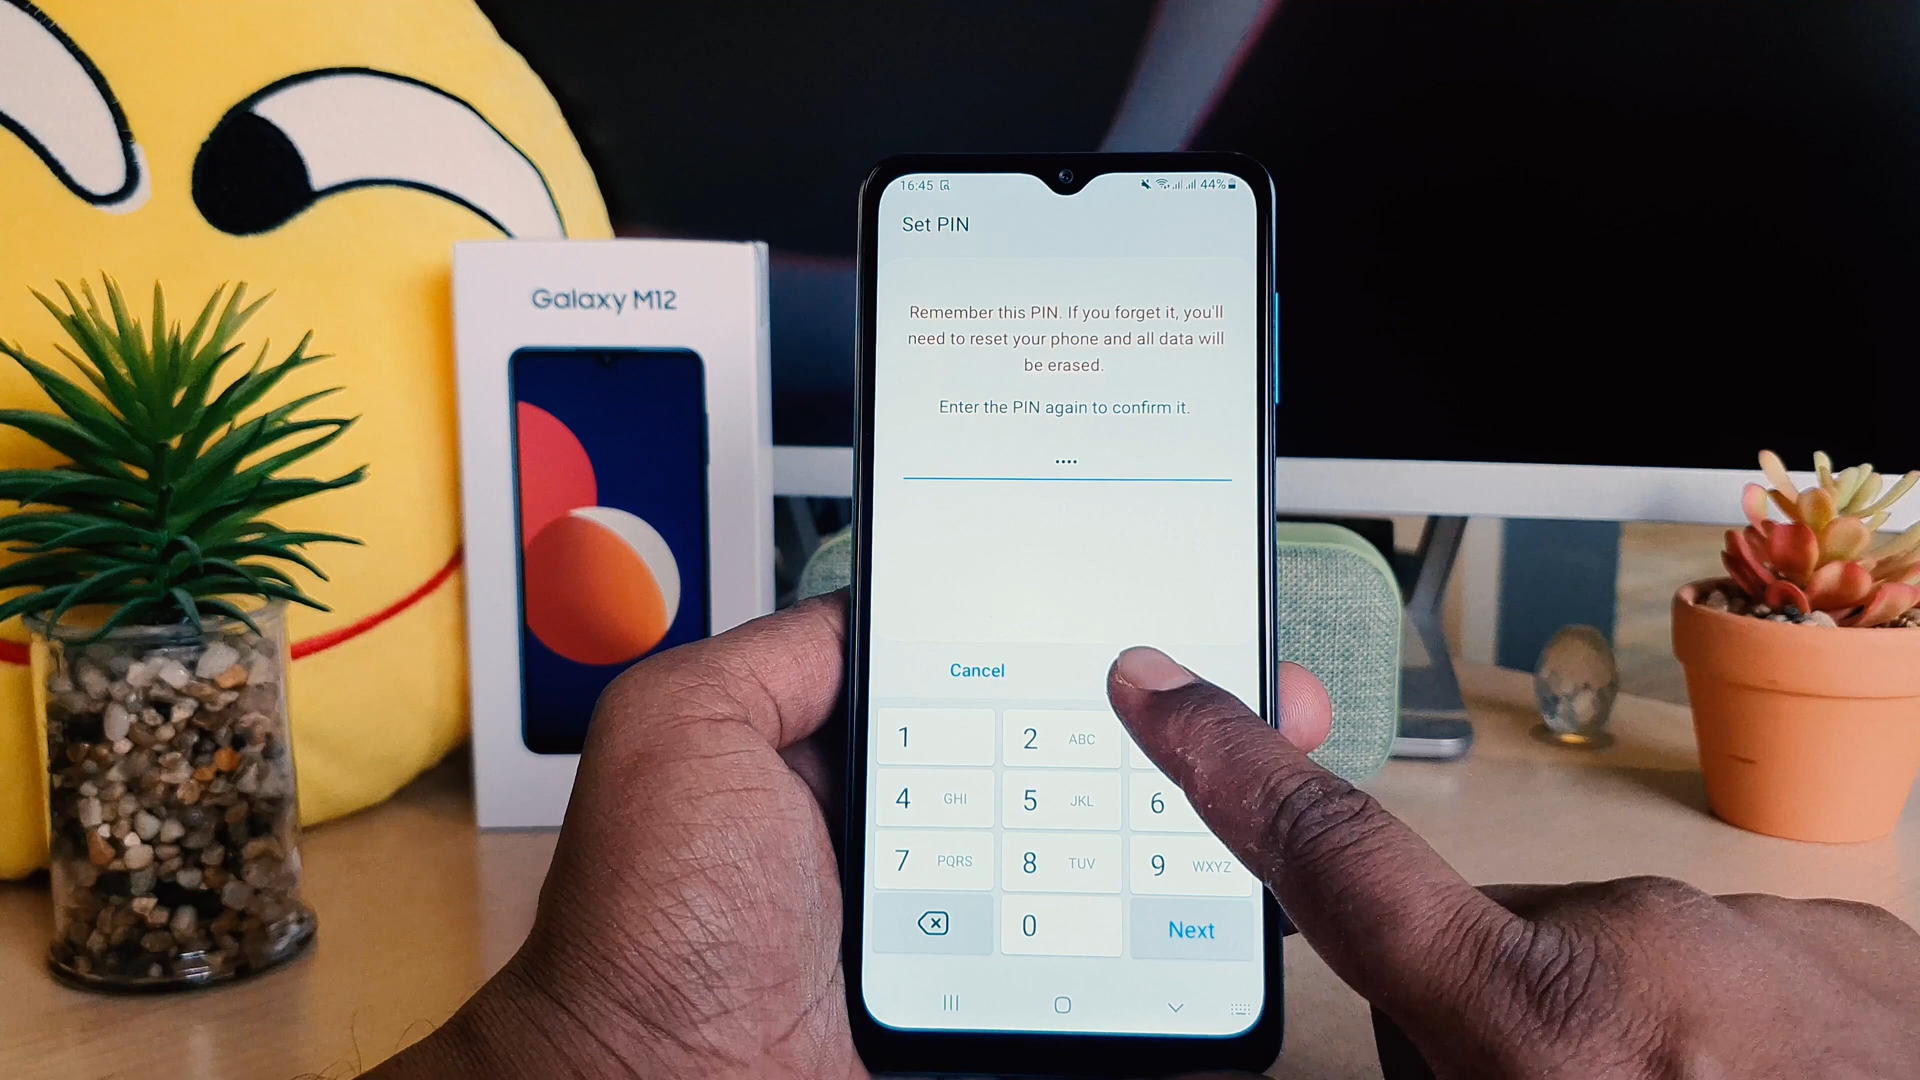 Galaxy M12
16:45
44%
Set PIN
Remember this PIN. If you forget it, you'll
need to reset your phone and all data will
be erased.
Enter the PIN again to confirm it.
••••
Cancel
1
2 ABC
4 GHI
5 JKL
6
7 PQRS
8 TUV
9 WXYZ
0
Next